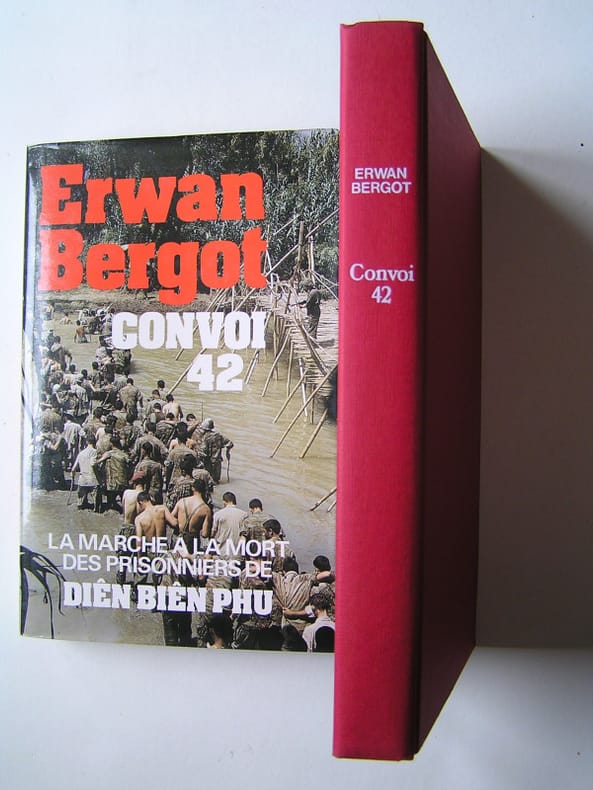 Erwan
Bergot
CONVOI
42
LA MARCHE A LA MORT
DES PRISONNIERS DE
DIÊN BIÊN PHU
ERWAN
BERGOT
Convoi
42